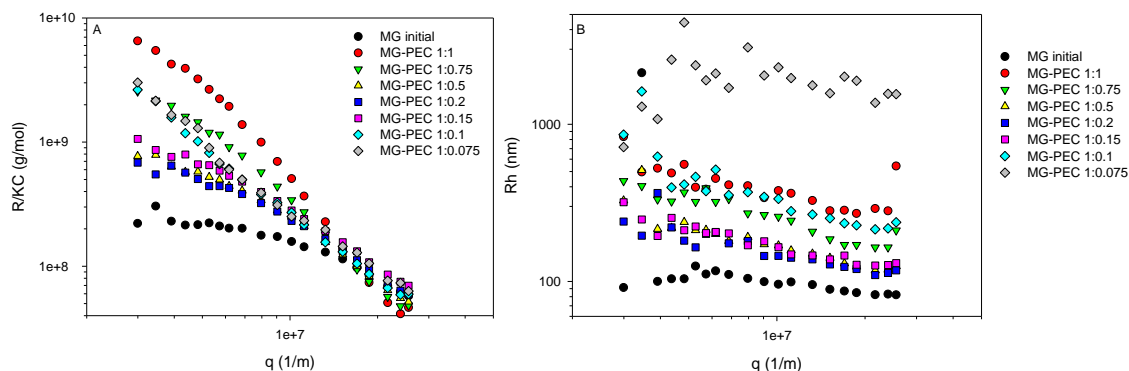 A
1e+10
1e+9
1e+8
R/KC (g/mol)
1e+7
q (1/m)
MG initial
MG-PEC 1:1
MG-PEC 1:0.75
MG-PEC 1:0.5
MG-PEC 1:0.2
MG-PEC 1:0.15
MG-PEC 1:0.1
MG-PEC 1:0.075
B
1000
100
Rh (nm)
1e+7
q (1/m)
MG initial
MG-PEC 1:1
MG-PEC 1:0.75
MG-PEC 1:0.5
MG-PEC 1:0.2
MG-PEC 1:0.15
MG-PEC 1:0.1
MG-PEC 1:0.075